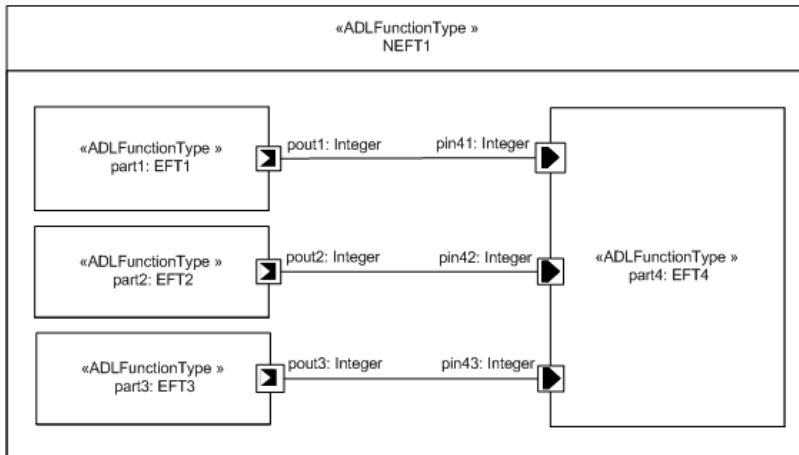 «ADLFunctionType »
NEFT1
«ADLFunctionType »
part1: EFT1
pout1: Integer
pin41: Integer
«ADLFunctionType »
part2: EFT2
pout2: Integer
pin42: Integer
«ADLFunctionType »
part4: EFT4
«ADLFunctionType »
part3: EFT3
pout3: Integer
pin43: Integer